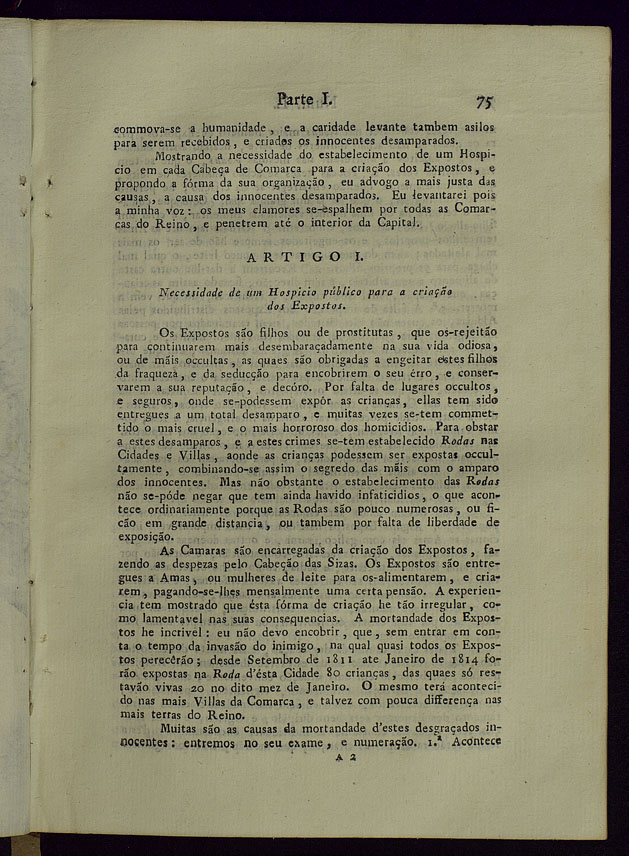 Parte I. 75
commova-se a humanidade, e a caridade levante tambem asilos
para serem recebidos, e criados os innocentes desamparados.
Mostrando a necessidade do estabelecimento de um Hospi-
cio em cada Cabeça de Comarca para a criação dos Expostos, e
propondo a fórma da sua organização, eu advogo a mais justa das
causas, a causa dos innocentes desamparados. Eu levantarei pois
a minha voz: os meus clamores se-espalhem por todas as Comar-
cas do Reino, e penetrem até o interior da Capital.
ARTIGO I.
Necessidade de um Hospicio público para a criação
dos Expostos.
Os Expostos são filhos ou de prostitutas, que os-rejeitão
para continuarem mais desembaraçadamente na sua vida odiosa,
ou de mãis occultas, as quaes são obrigadas a engeitar estes filhos
da fraqueza, e da seducção para encobrirem o seu érro, e conser-
varem a sua reputação, e decóro. Por falta de lugares occultos,
e seguros, onde se-podessem expôr as crianças, ellas tem sido
entregues a um total desamparo, e muitas vezes se-tem commet-
tido o mais cruel, e o mais horroroso dos homicidios. Para obstar
a estes desamparos, e a estes crimes se-tem estabelecido Rodas nas
Cidades e Villas, aonde as crianças podessem ser expostas occul-
tamente, combinando-se assim o segredo das mãis com o amparo
dos innocentes. Mas não obstante o estabelecimento das Rodas
não se-póde negar que tem ainda havido infaticidios, o que acon-
tece ordinariamente porque as Rodas são pouco numerosas, ou fi-
cão em grande distancia, ou tambem por falta de liberdade de
exposição.
As Camaras são encarregadas da criação dos Expostos, fa-
zendo as despezas pelo Cabeção das Sizas. Os Expostos são entre-
gues a Amas, ou mulheres de leite para os-alimentarem, e cria-
rem, pagando-se-lhes mensalmente uma certa pensão. A experien-
cia tem mostrado que ésta fórma de criação he tão irregular, co-
mo lamentavel nas suas consequencias. A mortandade dos Expos-
tos he incrivel: eu não devo encobrir, que, sem entrar em con-
ta o tempo da invasão do inimigo, na qual quasi todos os Expos-
tos perecêrão; desde Setembro de 1811 ate Janeiro de 1814 fo-
rão expostas na Roda d'ésta Cidade 80 crianças, das quaes só res-
tavão vivas 20 no dito mez de Janeiro. O mesmo terá aconteci-
do nas mais Villas da Comarca, e talvez com pouca differença nas
mais terras do Reino.
Muitas são as causas da mortandade d'estes desgraçados in-
nocentes: entremos no seu exame, e numeração. 1.ª Acontece
A 2